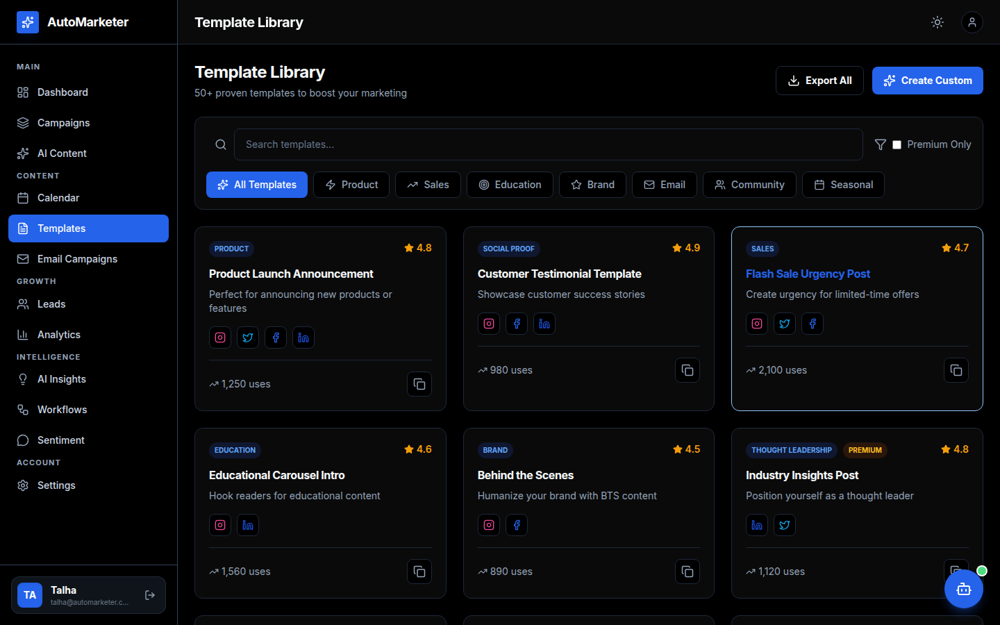 AutoMarketer
MAIN
Dashboard
Campaigns
AI Content
CONTENT
Calendar
Templates
Email Campaigns
GROWTH
Leads
Analytics
INTELLIGENCE
AI Insights
Workflows
Sentiment
ACCOUNT
Settings
TA
Talha
talha@automarketer.c...
Template Library
Template Library
50+ proven templates to boost your marketing
Export All
Create Custom
Search templates...
Premium Only
All Templates
Product
Sales
Education
Brand
Email
Community
Seasonal
PRODUCT
4.8
Product Launch Announcement
Perfect for announcing new products or
features
1,250 uses
SOCIAL PROOF
4.9
Customer Testimonial Template
Showcase customer success stories
980 uses
SALES
4.7
Flash Sale Urgency Post
Create urgency for limited-time offers
2,100 uses
EDUCATION
4.6
Educational Carousel Intro
Hook readers for educational content
1,560 uses
BRAND
4.5
Behind the Scenes
Humanize your brand with BTS content
890 uses
THOUGHT LEADERSHIP
PREMIUM
4.8
Industry Insights Post
Position yourself as a thought leader
1,120 uses